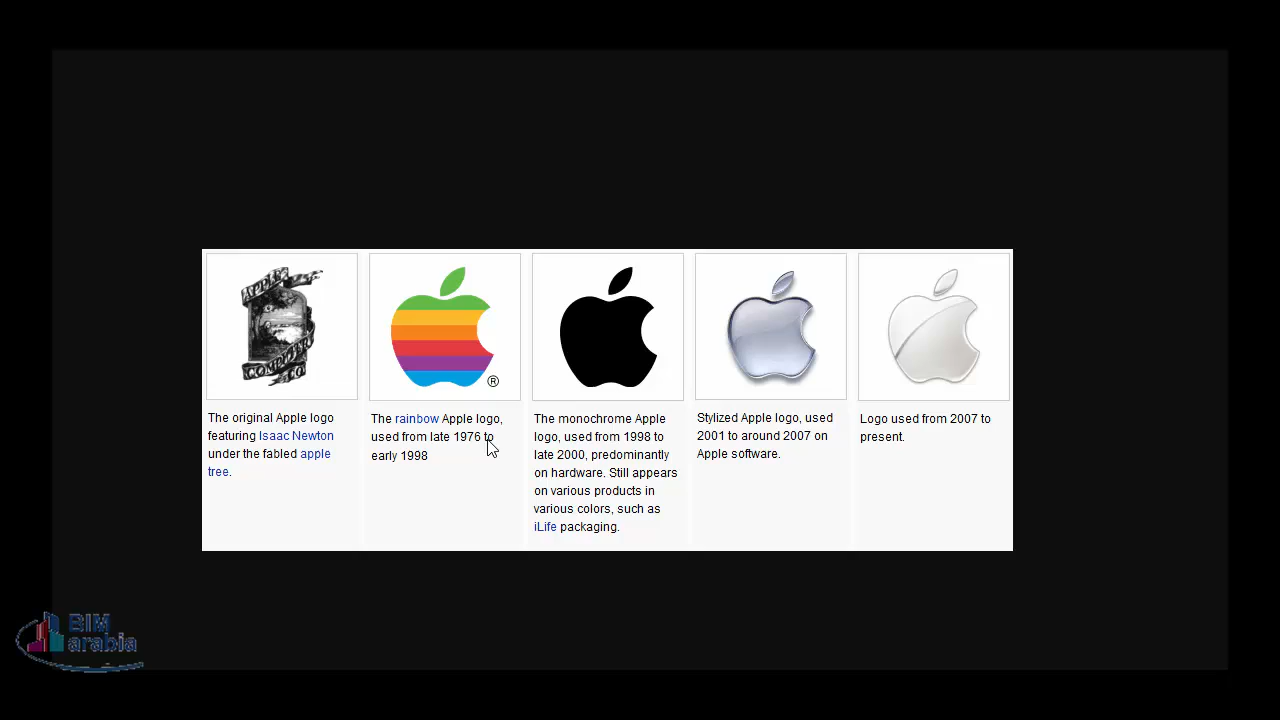 APPLE
COMPUTER
CO
®
The original Apple logo
featuring Isaac Newton
under the fabled apple
tree.
The rainbow Apple logo,
used from late 1976 to
early 1998
The monochrome Apple
logo, used from 1998 to
late 2000, predominantly
on hardware. Still appears
on various products in
various colors, such as
iLife packaging.
Stylized Apple logo, used
2001 to around 2007 on
Apple software.
Logo used from 2007 to
present.
BIM
arabia